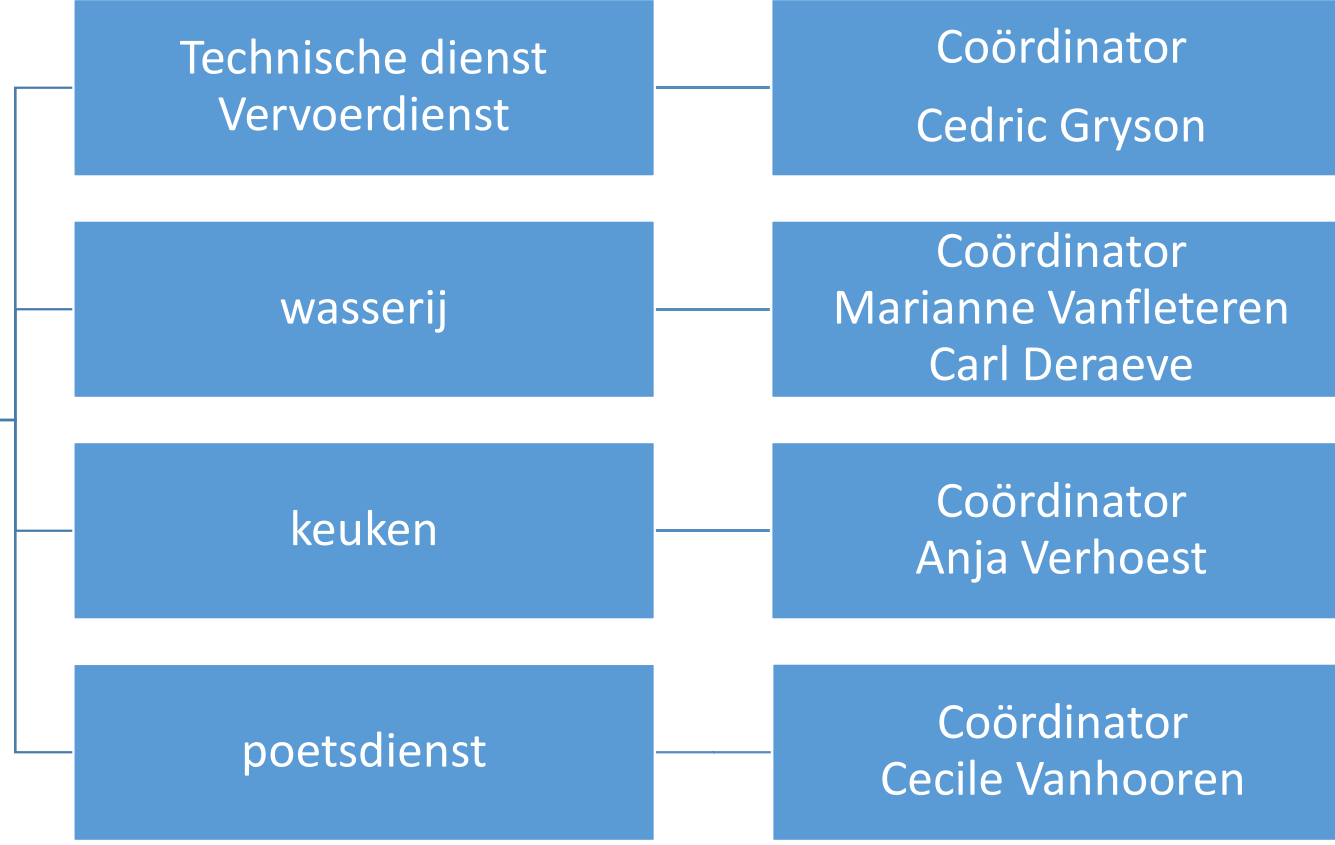 Technische dienst
Vervoerdienst
Coördinator
Cedric Gryson
wasserij
Coördinator
Marianne Vanfleteren
Carl Deraeve
keuken
Coördinator
Anja Verhoest
poetsdienst
Coördinator
Cecile Vanhooren